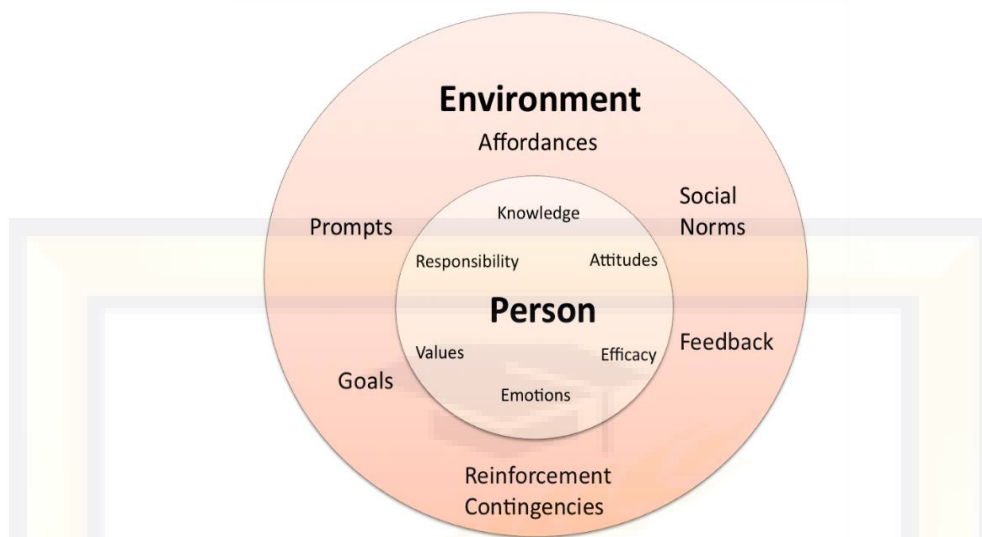 Environment
Affordances
Social
Norms
Prompts
Knowledge
Responsibility
Attitudes
Person
Feedback
Values
Efficacy
Goals
Emotions
Reinforcement
Contingencies